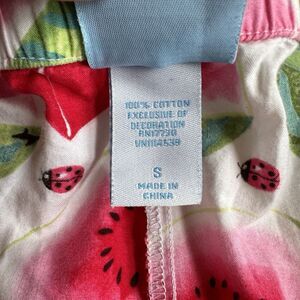 100% COTTON
EXCLUSIVE OF
DECORATION
RN17730
VN114539
S
MADE IN
CHINA